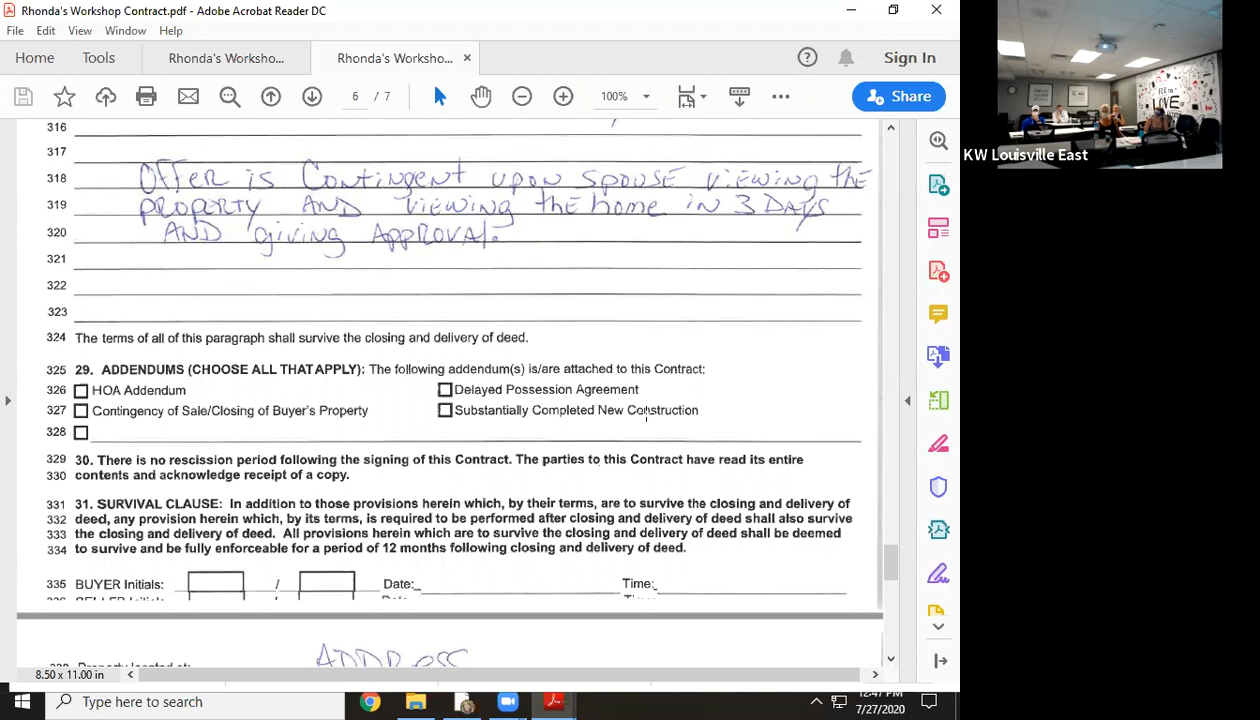 Rhonda's Workshop Contract.pdf - Adobe Acrobat Reader DC
File Edit View Window Help
Home Tools Rhonda's Worksho... Rhonda's Worksho... × Sign In
6 / 7 100% Share
KW Louisville East
FOR THE LOVE OF
316
317
318 Offer is Contingent upon spouse viewing the
319 property AND viewing the home in 3 DAys
320 AND giving Approval.
321
322
323
324 The terms of all of this paragraph shall survive the closing and delivery of deed.
325 29. ADDENDUMS (CHOOSE ALL THAT APPLY): The following addendum(s) is/are attached to this Contract:
326 HOA Addendum Delayed Possession Agreement
327 Contingency of Sale/Closing of Buyer's Property Substantially Completed New Construction
328
329 30. There is no rescission period following the signing of this Contract. The parties to this Contract have read its entire
330 contents and acknowledge receipt of a copy.
331 31. SURVIVAL CLAUSE: In addition to those provisions herein which, by their terms, are to survive the closing and delivery of
332 deed, any provision herein which, by its terms, is required to be performed after closing and delivery of deed shall also survive
333 the closing and delivery of deed. All provisions herein which are to survive the closing and delivery of deed shall be deemed
334 to survive and be fully enforceable for a period of 12 months following closing and delivery of deed.
335 BUYER Initials: / Date: Time:
ADDRess
8.50 x 11.00 in
Type here to search
12:47 PM
7/27/2020